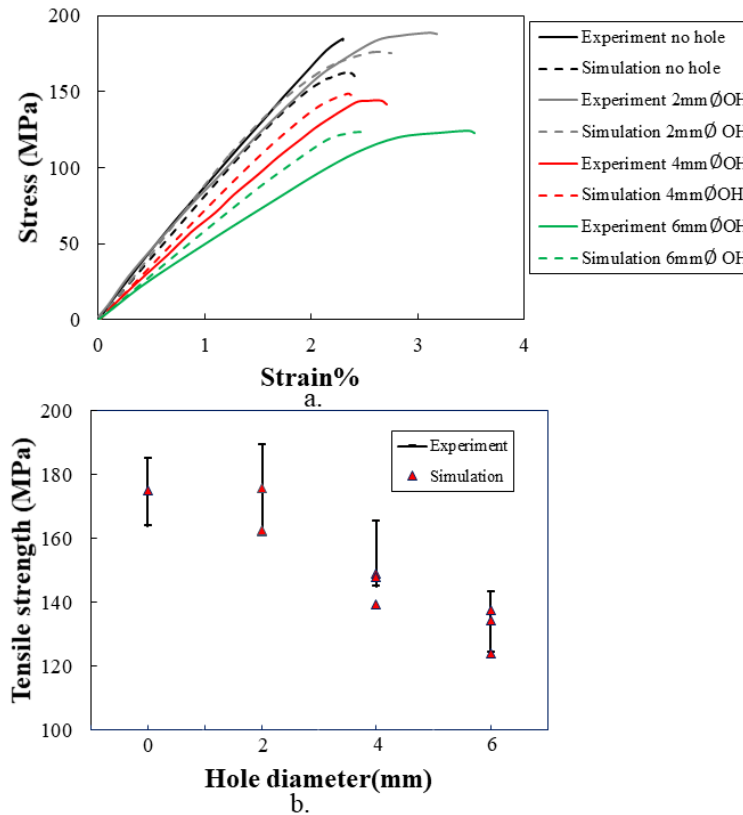 200
150
100
50
0
0 1 2 3 4
Stress (MPa)
Strain%
a.
Experiment no hole
Simulation no hole
Experiment 2mmØOH
Simulation 2mmØ OH
Experiment 4mmØOH
Simulation 4mmØOH
Experiment 6mmØOH
Simulation 6mmØ OH
200
180
160
140
120
100
0 2 4 6
Tensile strength (MPa)
Hole diameter(mm)
b.
Experiment
Simulation